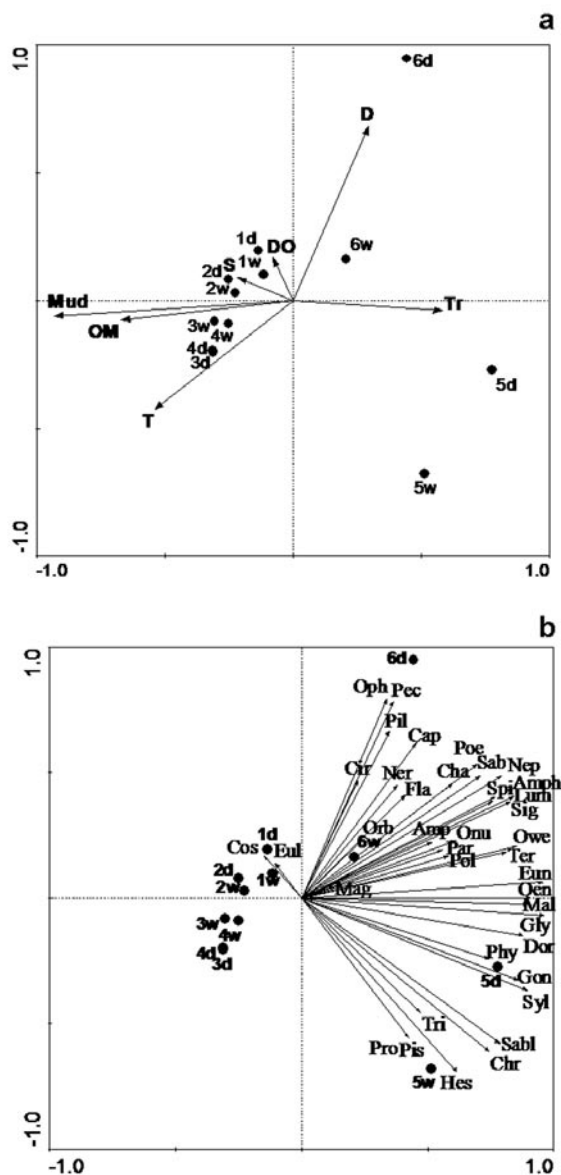 a
1.0
6d
D
1d
DO
6w
2d
S
1w
2w
Mud
OM
Tr
3w
4w
4d
3d
5d
T
5w
-1.0
-1.0
1.0
b
1.0
6d
Oph
Pec
Pil
Cap
Poe
Sab
Nep
Cir
Ner
Cha
Amph
Fla
Spi
Lum
Sig
1d
Orb
Amp
Onu
Owe
Cos
Eul
6w
Par
Ter
2d
1w
Pol
Eun
2w
Mag
Oen
Mal
3w
4w
Gly
Dor
4d
3d
Phy
5d
Gon
Syl
Tri
Pro
Pis
Sabl
Chr
5w
Hes
-1.0
-1.0
1.0